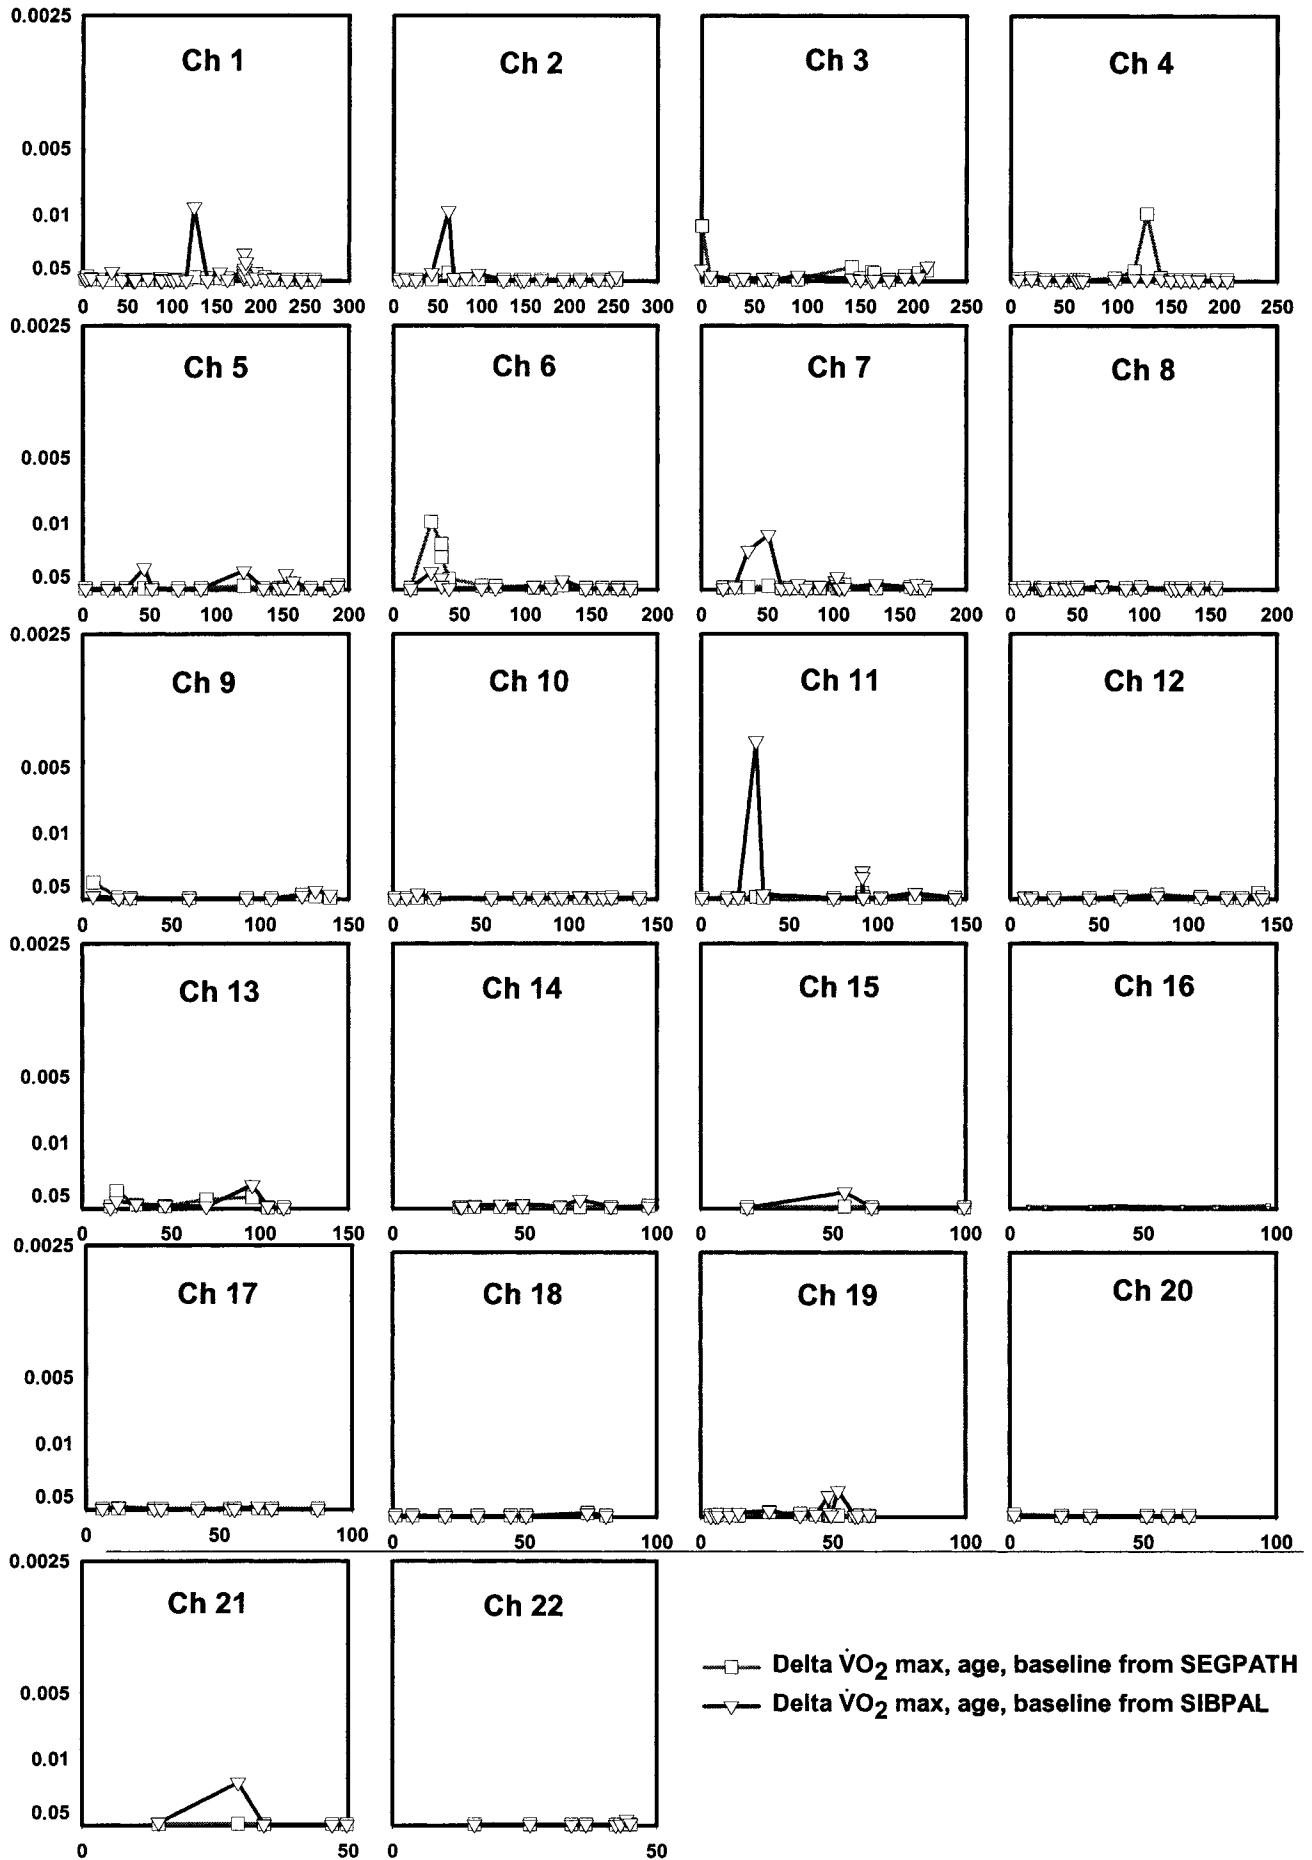 0.0025
Ch 1 Ch 2 Ch 3 Ch 4
0.005
0.01
0.05
0 50 100 150 200 250 300 0 50 100 150 200 250 300 0 50 100 150 200 250 0 50 100 150 200 250
0.0025
Ch 5 Ch 6 Ch 7 Ch 8
0.005
0.01
0.05
0 50 100 150 200 0 50 100 150 200 0 50 100 150 200 0 50 100 150 200
0.0025
Ch 9 Ch 10 Ch 11 Ch 12
0.005
0.01
0.05
0 50 100 150 0 50 100 150 0 50 100 150 0 50 100 150
0.0025
Ch 13 Ch 14 Ch 15 Ch 16
0.005
0.01
0.05
0 50 100 150 0 50 100 0 50 100 0 50 100
0.0025
Ch 17 Ch 18 Ch 19 Ch 20
0.005
0.01
0.05
0 50 100 0 50 100 0 50 100 0 50 100
0.0025
Ch 21 Ch 22
0.005
0.01
0.05
0 50 0 50
Delta V̇O2 max, age, baseline from SEGPATH
Delta V̇O2 max, age, baseline from SIBPAL